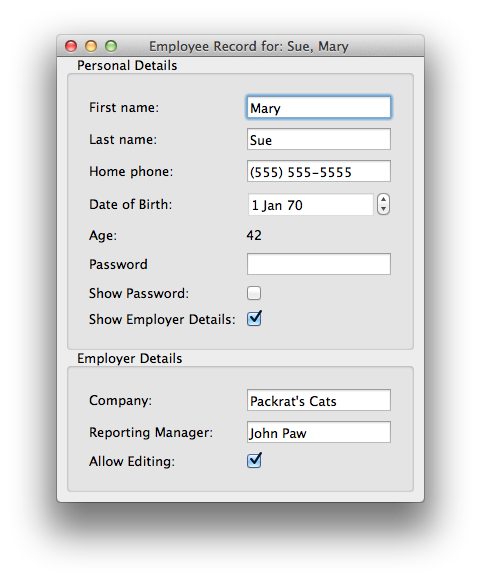 Employee Record for: Sue, Mary
Personal Details
First name: Mary
Last name: Sue
Home phone: (555) 555-5555
Date of Birth: 1 Jan 70
Age: 42
Password
Show Password:
Show Employer Details:
Employer Details
Company: Packrat's Cats
Reporting Manager: John Paw
Allow Editing: